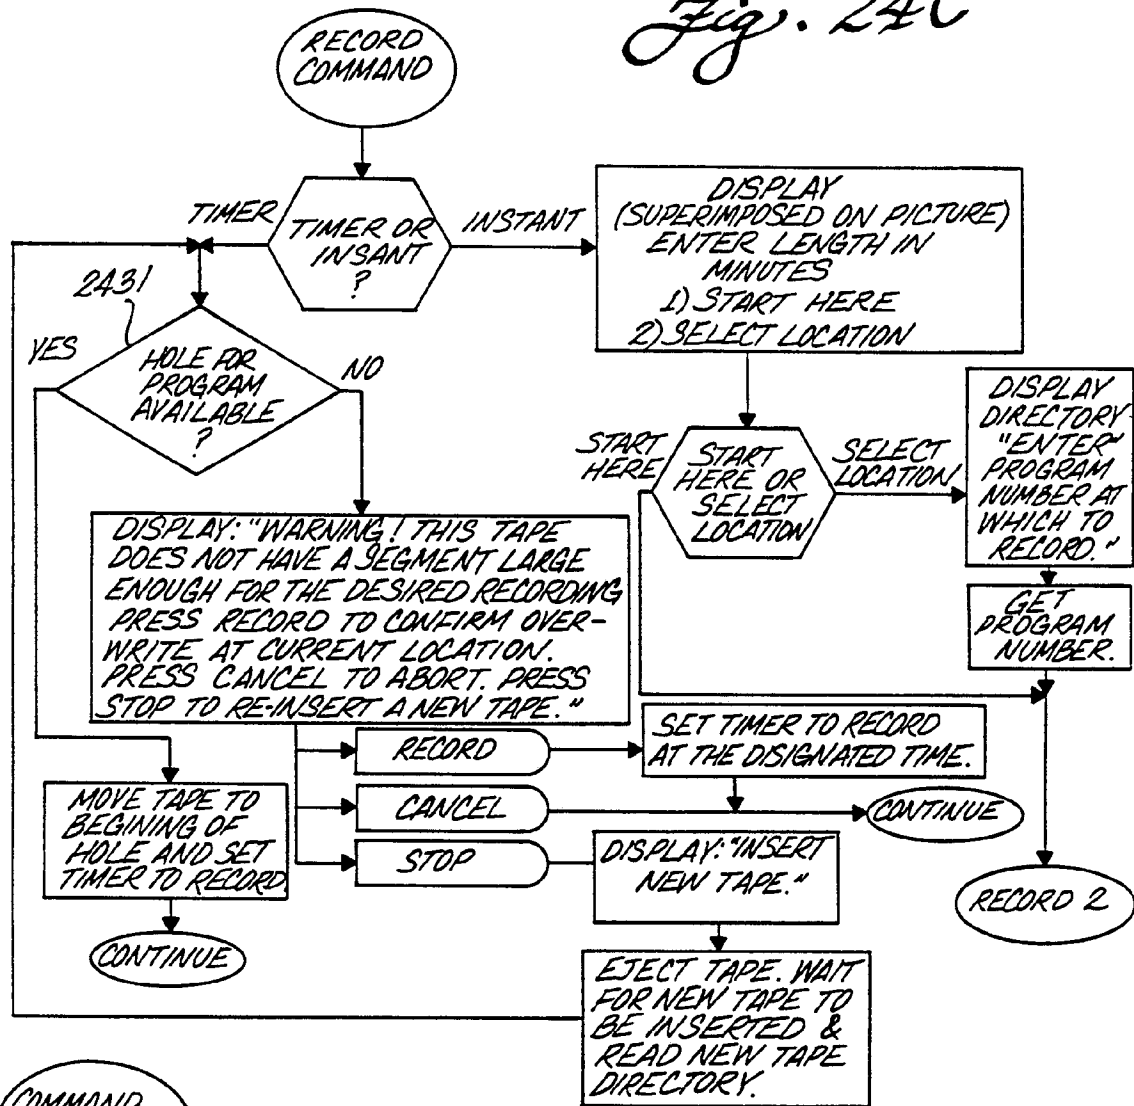 Fig. 24C
RECORD
COMMAND
TIMER
TIMER OR
INSANT
?
INSTANT
DISPLAY
(SUPERIMPOSED ON PICTURE)
ENTER LENGTH IN
MINUTES
1) START HERE
2) SELECT LOCATION
2431
YES
HOLE FOR
PROGRAM
AVAILABLE
?
NO
START
HERE
START
HERE OR
SELECT
LOCATION
SELECT
LOCATION
DISPLAY
DIRECTORY
"ENTER"
PROGRAM
NUMBER AT
WHICH TO
RECORD."
GET
PROGRAM
NUMBER.
DISPLAY: "WARNING! THIS TAPE
DOES NOT HAVE A SEGMENT LARGE
ENOUGH FOR THE DESIRED RECORDING
PRESS RECORD TO CONFIRM OVER-
WRITE AT CURRENT LOCATION.
PRESS CANCEL TO ABORT. PRESS
STOP TO RE-INSERT A NEW TAPE."
RECORD
SET TIMER TO RECORD
AT THE DISIGNATED TIME.
CANCEL
CONTINUE
STOP
DISPLAY: "INSERT
NEW TAPE."
MOVE TAPE TO
BEGINING OF
HOLE AND SET
TIMER TO RECORD.
CONTINUE
RECORD 2
EJECT TAPE. WAIT
FOR NEW TAPE TO
BE INSERTED &
READ NEW TAPE
DIRECTORY.
COMMAND